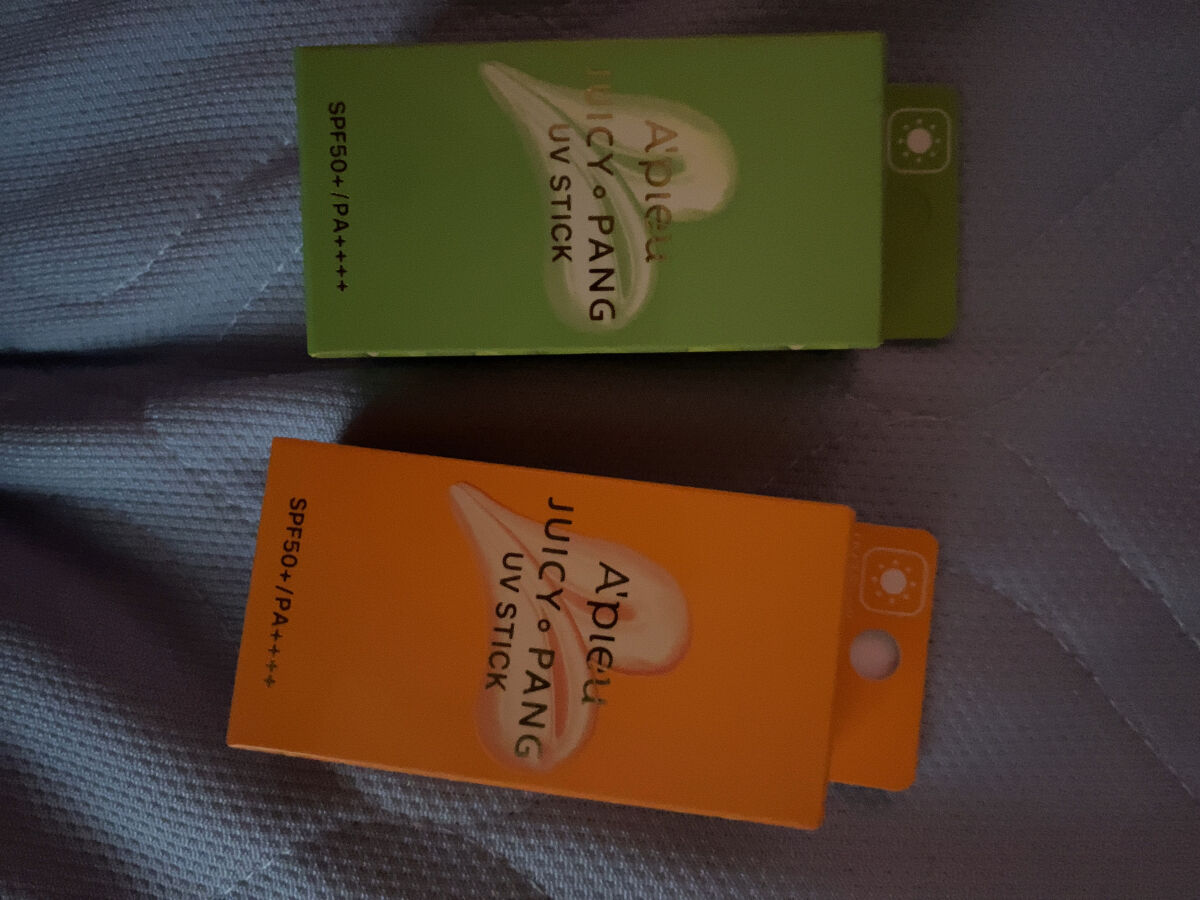 A'pieu
JUICY PANG
UV STICK
SPF50+/PA++++
A'pieu
JUICY PANG
UV STICK
SPF50+/PA++++